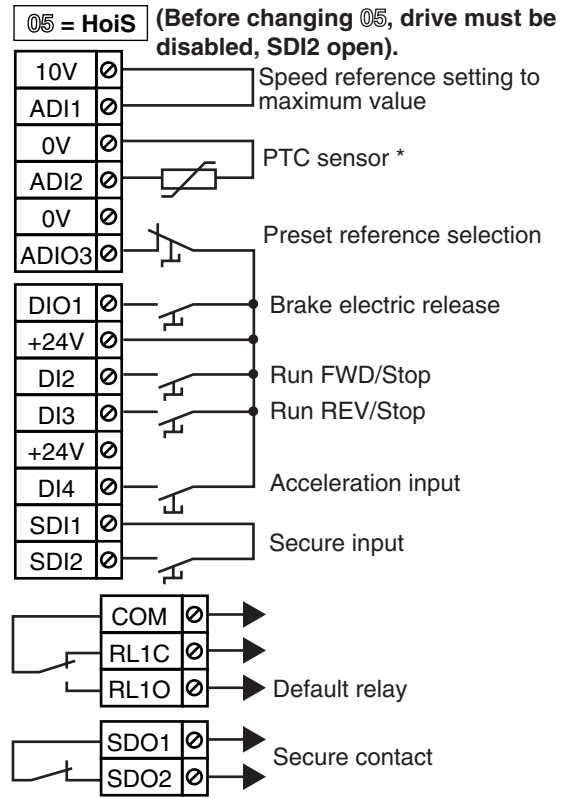 05 = HoiS (Before changing 05, drive must be
disabled, SDI2 open).
10V
Speed reference setting to
ADI1
maximum value
0V
PTC sensor *
ADI2
0V
Preset reference selection
ADIO3
DIO1 Brake electric release
+24V
DI2 Run FWD/Stop
DI3 Run REV/Stop
+24V
DI4 Acceleration input
SDI1
Secure input
SDI2
COM
RL1C
RL1O Default relay
SDO1
Secure contact
SDO2